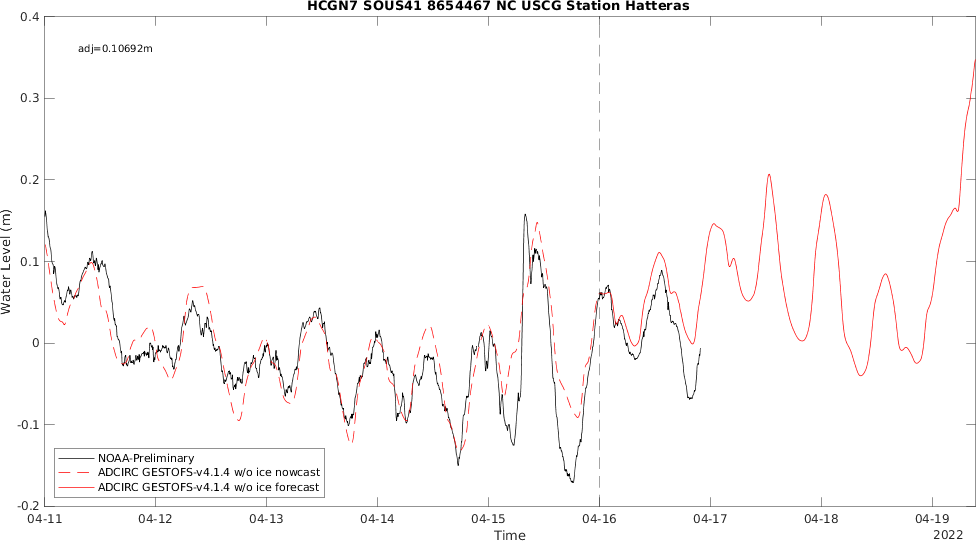 HCGN7 SOUS41 8654467 NC USCG Station Hatteras
adj=0.10692m
0.4
0.3
0.2
0.1
0
-0.1
-0.2
Water Level (m)
NOAA-Preliminary
ADCIRC GESTOFS-v4.1.4 w/o ice nowcast
ADCIRC GESTOFS-v4.1.4 w/o ice forecast
04-11 04-12 04-13 04-14 04-15 04-16 04-17 04-18 04-19
Time
2022